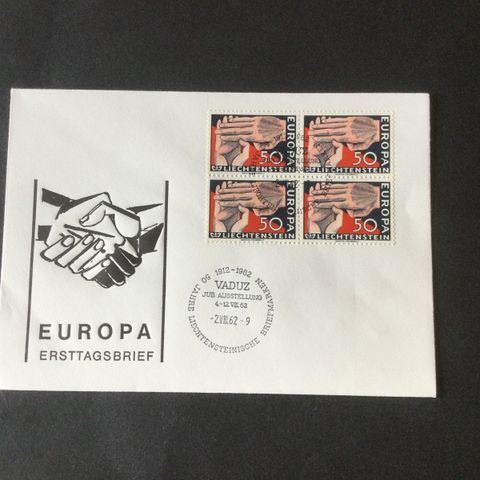 EUROPA
50
LIECHTENSTEIN
EUROPA
50
LIECHTENSTEIN
EUROPA
50
LIECHTENSTEIN
EUROPA
50
LIECHTENSTEIN
50 JAHRE LIECHTENSTEINISCHE BRIEFMARKEN
1912-1962
VADUZ
JUB. AUSSTELLUNG
4.-12.VIII.62
-2.VIII.62.-9
EUROPA
ERSTTAGSBRIEF